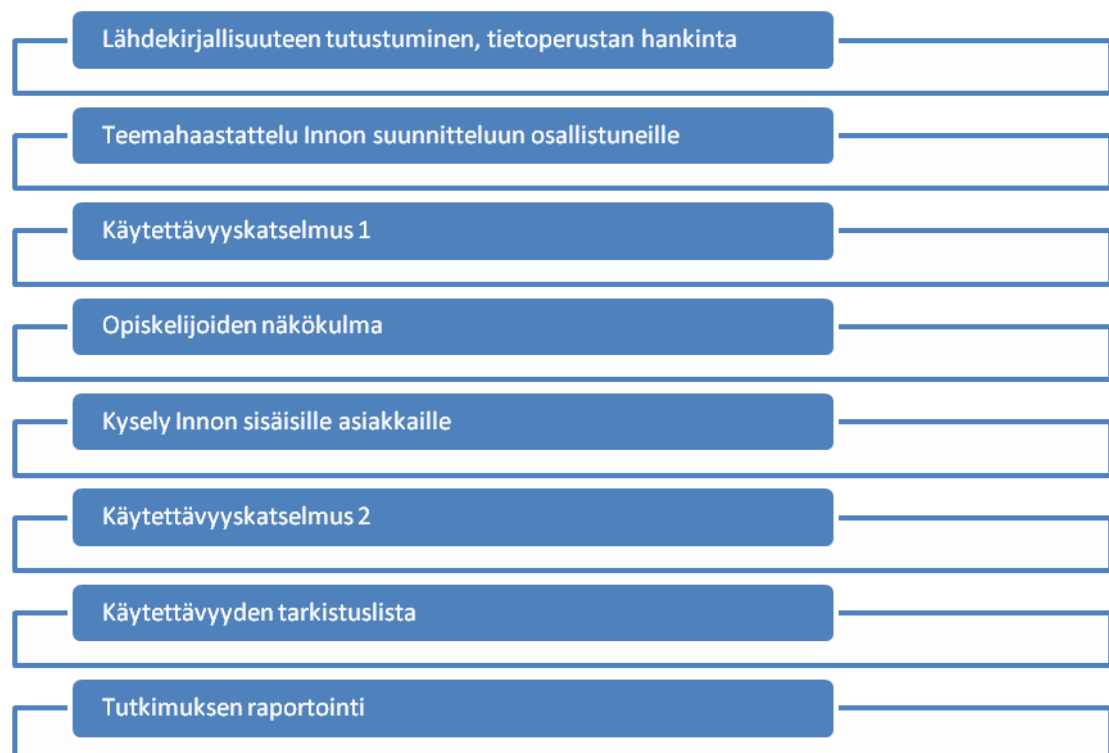 Lähdekirjallisuuteen tutustuminen, tietoperustan hankinta
Teemahaastattelu Innon suunnitteluun osallistuneille
Käytettävyyskatselmus 1
Opiskelijoiden näkökulma
Kysely Innon sisäisille asiakkaille
Käytettävyyskatselmus 2
Käytettävyyden tarkistuslista
Tutkimuksen raportointi